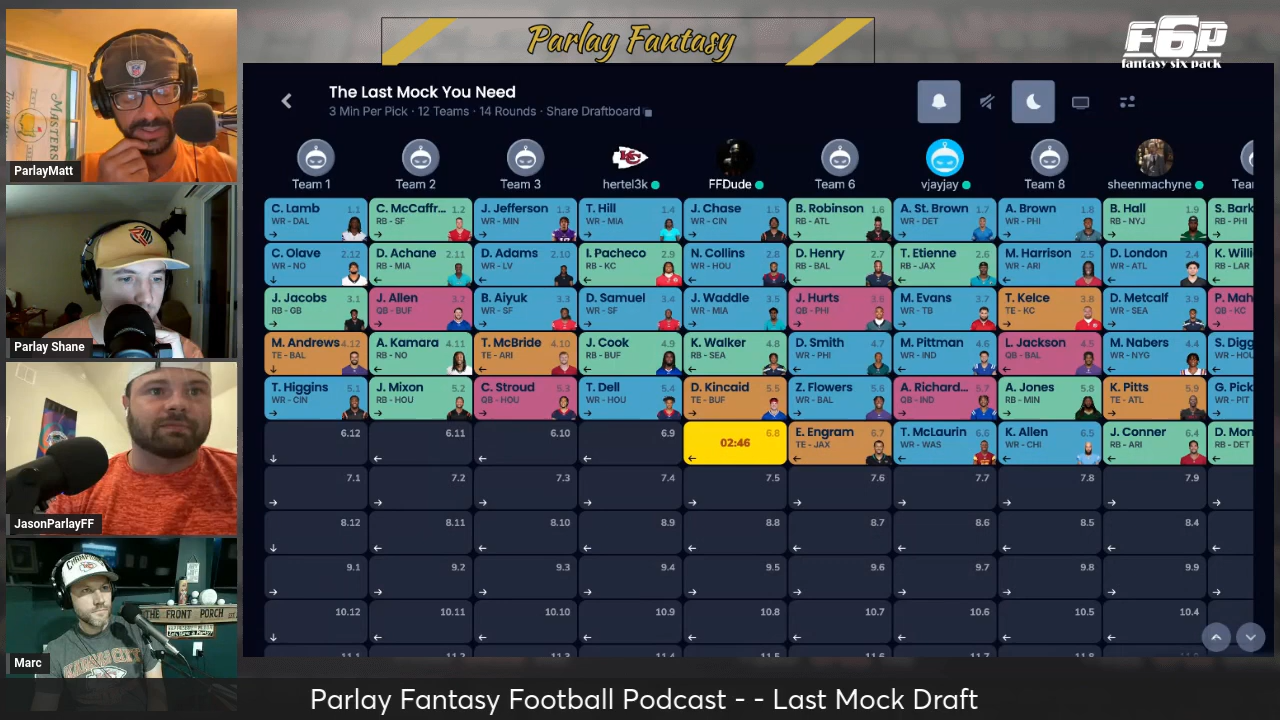 Parlay Fantasy
F6P
fantasy six pack
The Last Mock You Need
3 Min Per Pick · 12 Teams · 14 Rounds · Share Draftboard
Team 1
Team 2
Team 3
hertel3k
FFDude
Team 6
vjayjay
Team 8
sheenmachyne
C. Lamb 1.1
WR - DAL
C. McCaffr... 1.2
RB - SF
J. Jefferson 1.3
WR - MIN
T. Hill 1.4
WR - MIA
J. Chase 1.5
WR - CIN
B. Robinson 1.6
RB - ATL
A. St. Brown 1.7
WR - DET
A. Brown 1.8
WR - PHI
B. Hall 1.9
RB - NYJ
S. Bark
RB - PHI
C. Olave 2.12
WR - NO
D. Achane 2.11
RB - MIA
D. Adams 2.10
WR - LV
I. Pacheco 2.9
RB - KC
N. Collins 2.8
WR - HOU
D. Henry 2.7
RB - BAL
T. Etienne 2.6
RB - JAX
M. Harrison 2.5
WR - ARI
D. London 2.4
WR - ATL
K. Willi
RB - LAR
J. Jacobs 3.1
RB - GB
J. Allen 3.2
QB - BUF
B. Aiyuk 3.3
WR - SF
D. Samuel 3.4
WR - SF
J. Waddle 3.5
WR - MIA
J. Hurts 3.6
QB - PHI
M. Evans 3.7
WR - TB
T. Kelce 3.8
TE - KC
D. Metcalf 3.9
WR - SEA
P. Mah
QB - KC
M. Andrews 4.12
TE - BAL
A. Kamara 4.11
RB - NO
T. McBride 4.10
TE - ARI
J. Cook 4.9
RB - BUF
K. Walker 4.8
RB - SEA
D. Smith 4.7
WR - PHI
M. Pittman 4.6
WR - IND
L. Jackson 4.5
QB - BAL
M. Nabers 4.4
WR - NYG
S. Digg
WR - HOU
T. Higgins 5.1
WR - CIN
J. Mixon 5.2
RB - HOU
C. Stroud 5.3
QB - HOU
T. Dell 5.4
WR - HOU
D. Kincaid 5.5
TE - BUF
Z. Flowers 5.6
WR - BAL
A. Richard... 5.7
QB - IND
A. Jones 5.8
RB - MIN
K. Pitts 5.9
TE - ATL
G. Pick
WR - PIT
6.12
6.11
6.10
6.9
6.8
02:46
E. Engram 6.7
TE - JAX
T. McLaurin 6.6
WR - WAS
K. Allen 6.5
WR - CHI
J. Conner 6.4
RB - ARI
D. Mon
RB - DET
7.1 7.2 7.3 7.4 7.5 7.6 7.7 7.8 7.9
8.12 8.11 8.10 8.9 8.8 8.7 8.6 8.5 8.4
9.1 9.2 9.3 9.4 9.5 9.6 9.7 9.8 9.9
10.12 10.11 10.10 10.9 10.8 10.7 10.6 10.5 10.4
ParlayMatt
Parlay Shane
JasonParlayFF
Marc
MASTERS
THE FRONT PORCH
Parlay Fantasy Football Podcast - - Last Mock Draft